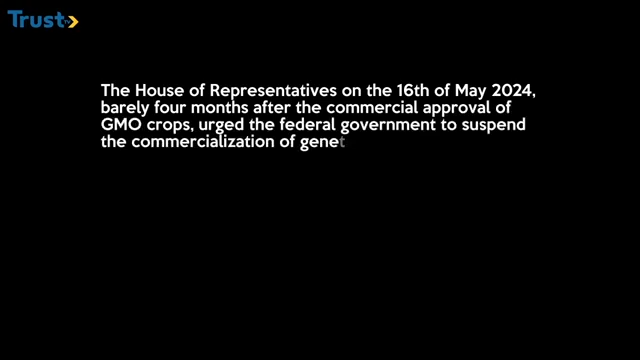 Trust TV
The House of Representatives on the 16th of May 2024,
barely four months after the commercial approval of
GMO crops, urged the federal government to suspend
the commercialization of genet